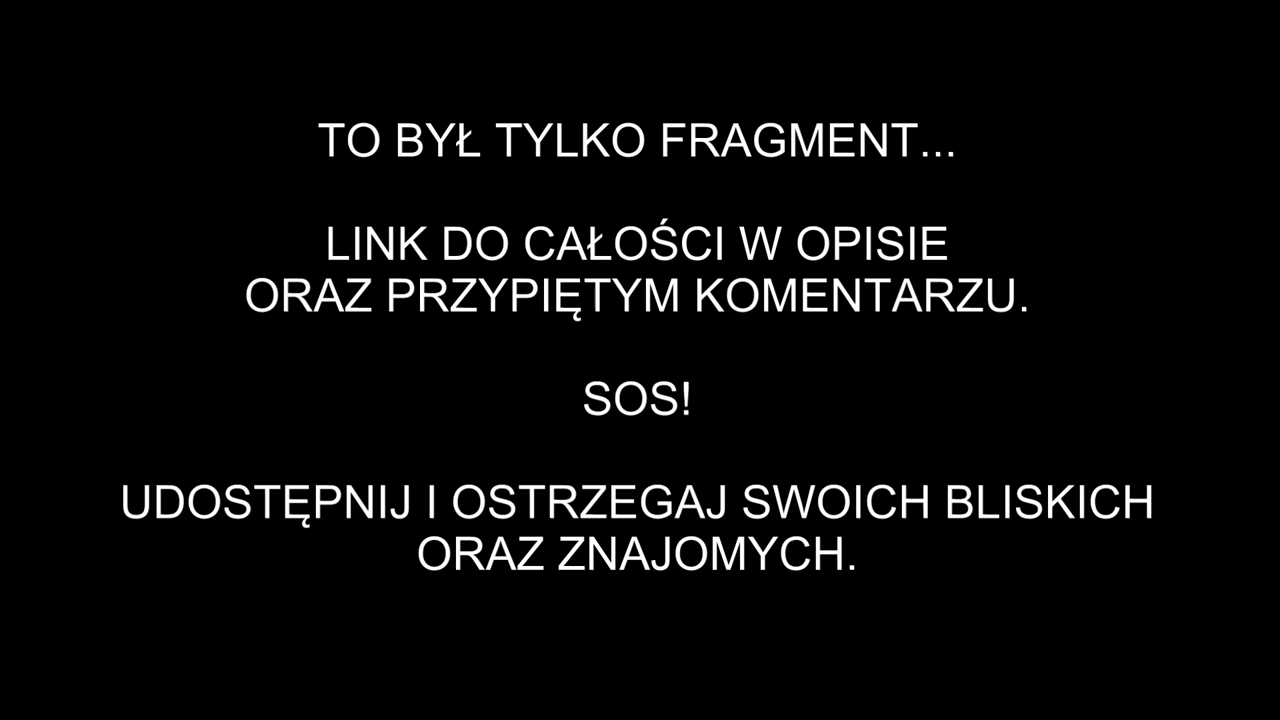 TO BYŁ TYLKO FRAGMENT...
LINK DO CAŁOŚCI W OPISIE
ORAZ PRZYPIĘTYM KOMENTARZU.
SOS!
UDOSTĘPNIJ I OSTRZEGAJ SWOICH BLISKICH
ORAZ ZNAJOMYCH.